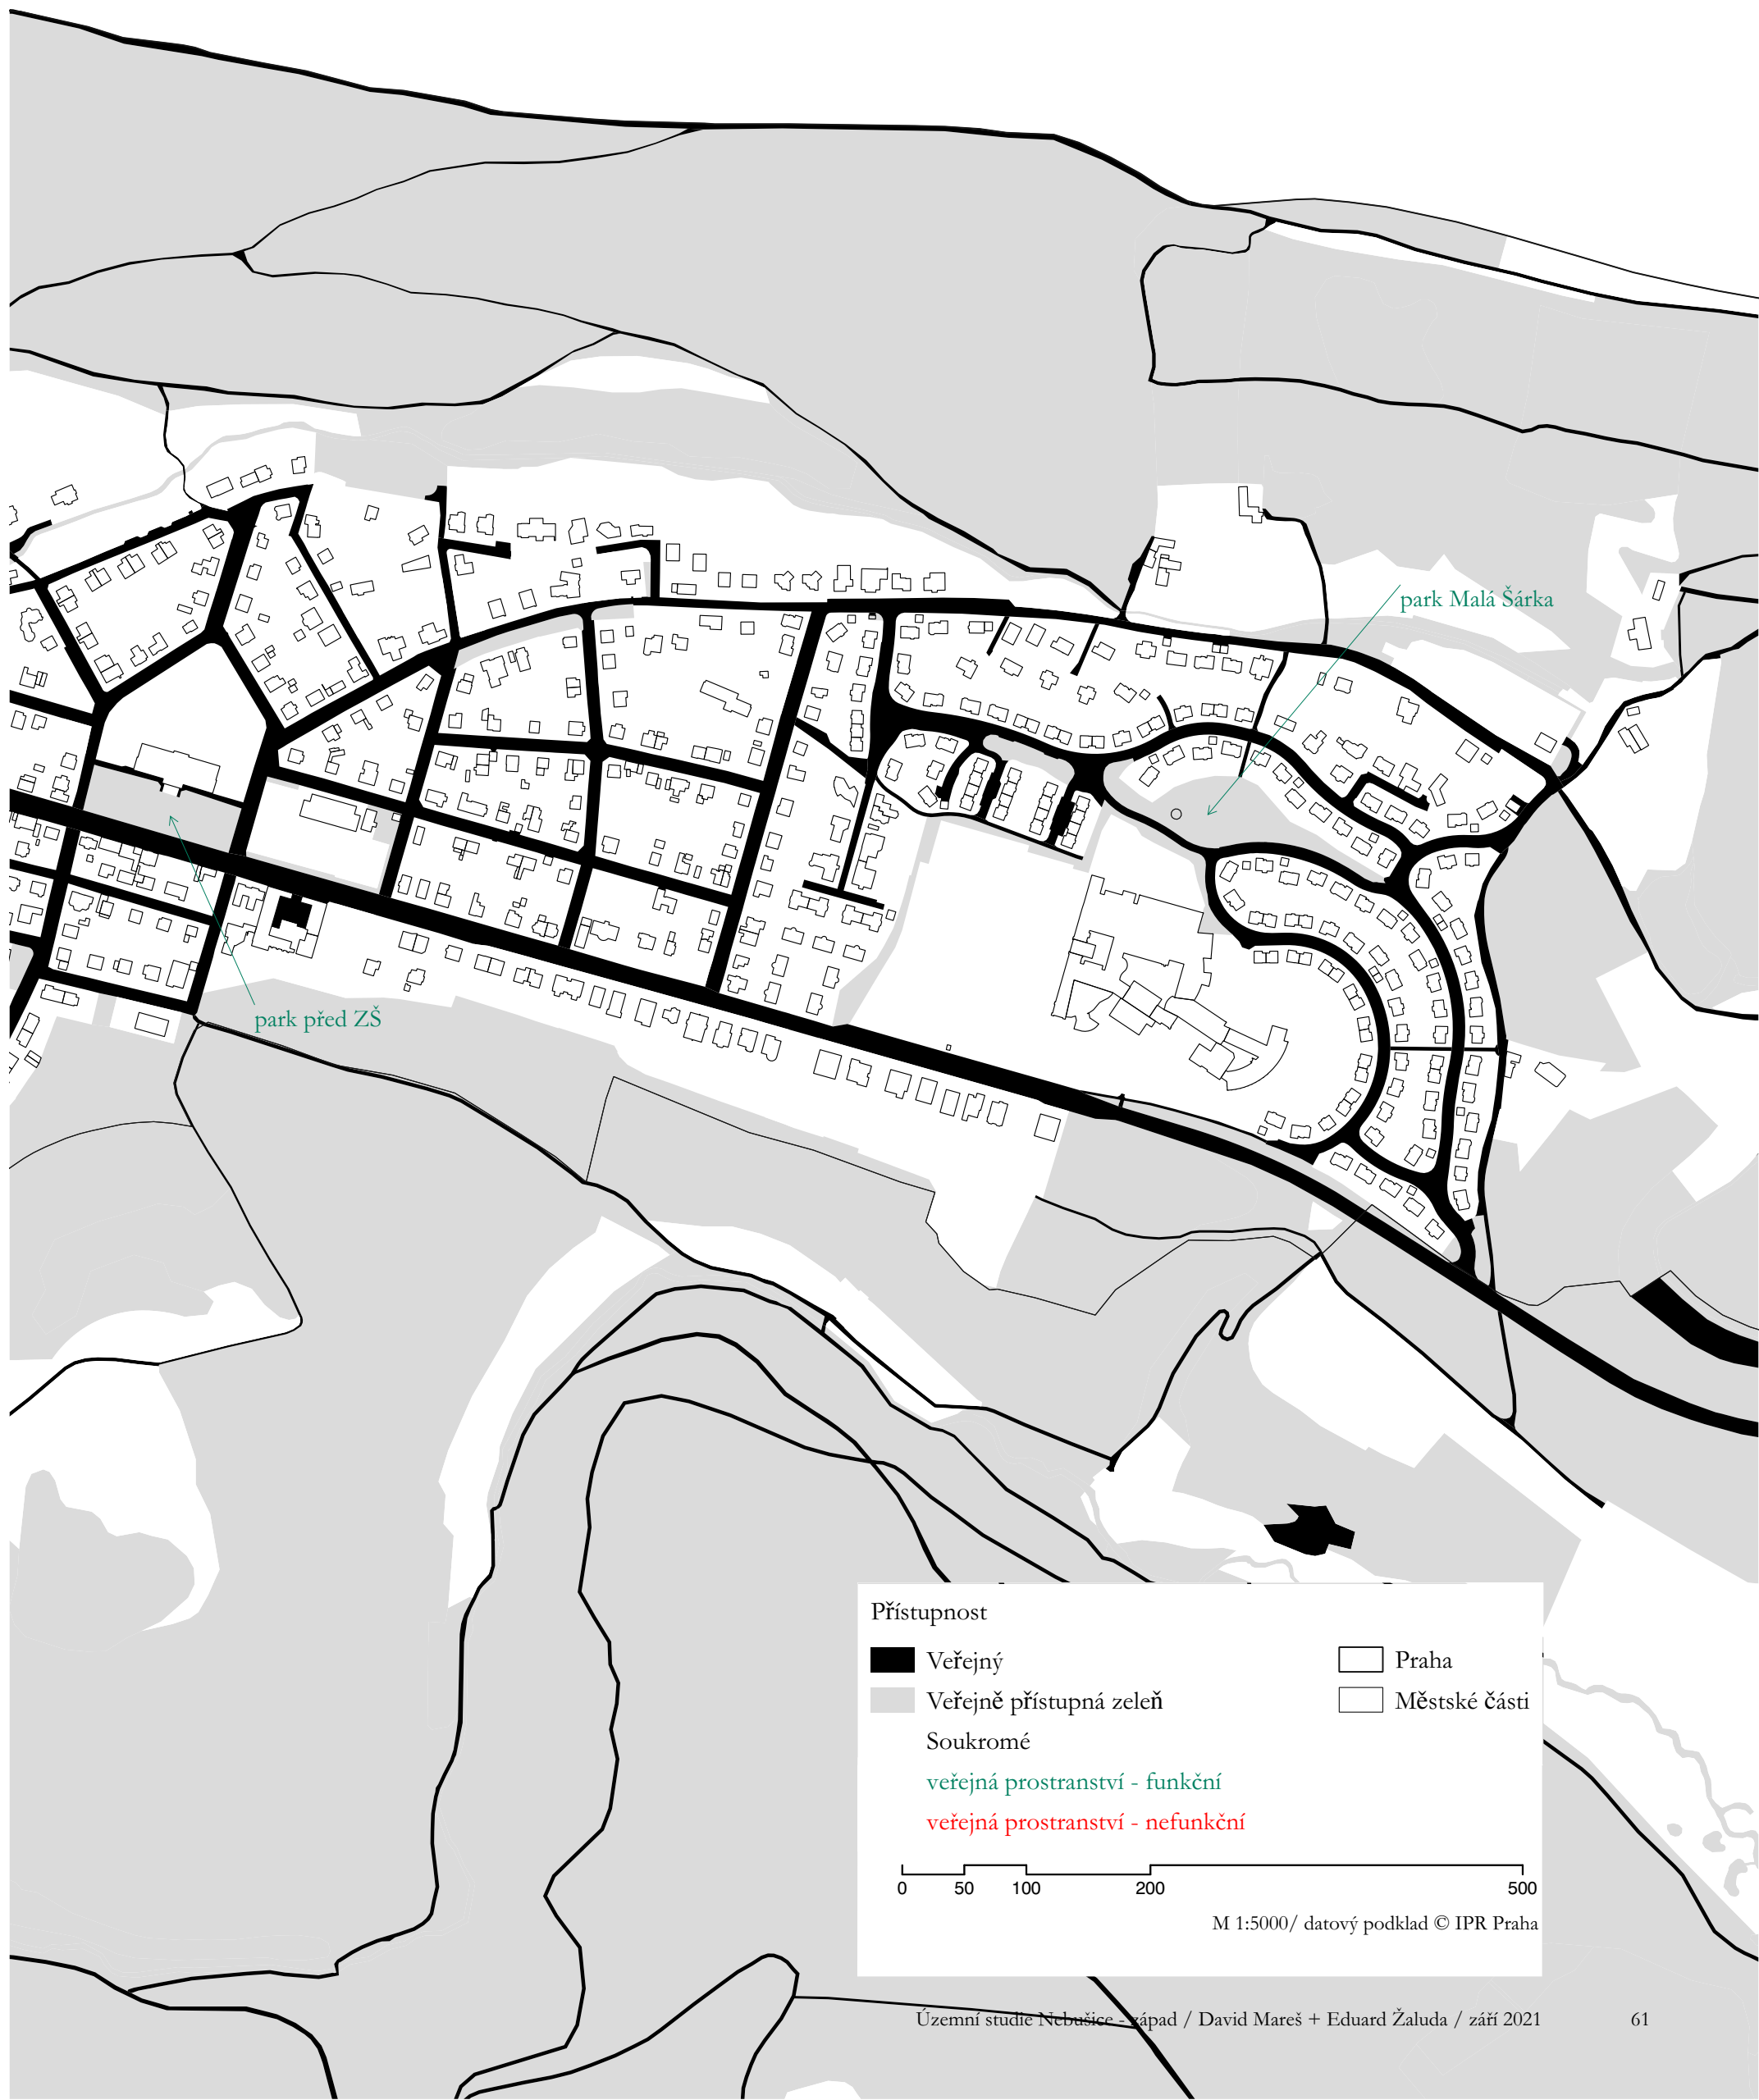 park Malá Šárka
park před ZŠ
Přístupnost
Veřejný
Veřejně přístupná zeleň
Soukromé
veřejná prostranství - funkční
veřejná prostranství - nefunkční
Praha
Městské části
0 50 100 200 500
M 1:5000/ datový podklad © IPR Praha
Územní studie Nebušice - západ / David Mareš + Eduard Žaluda / září 2021 61